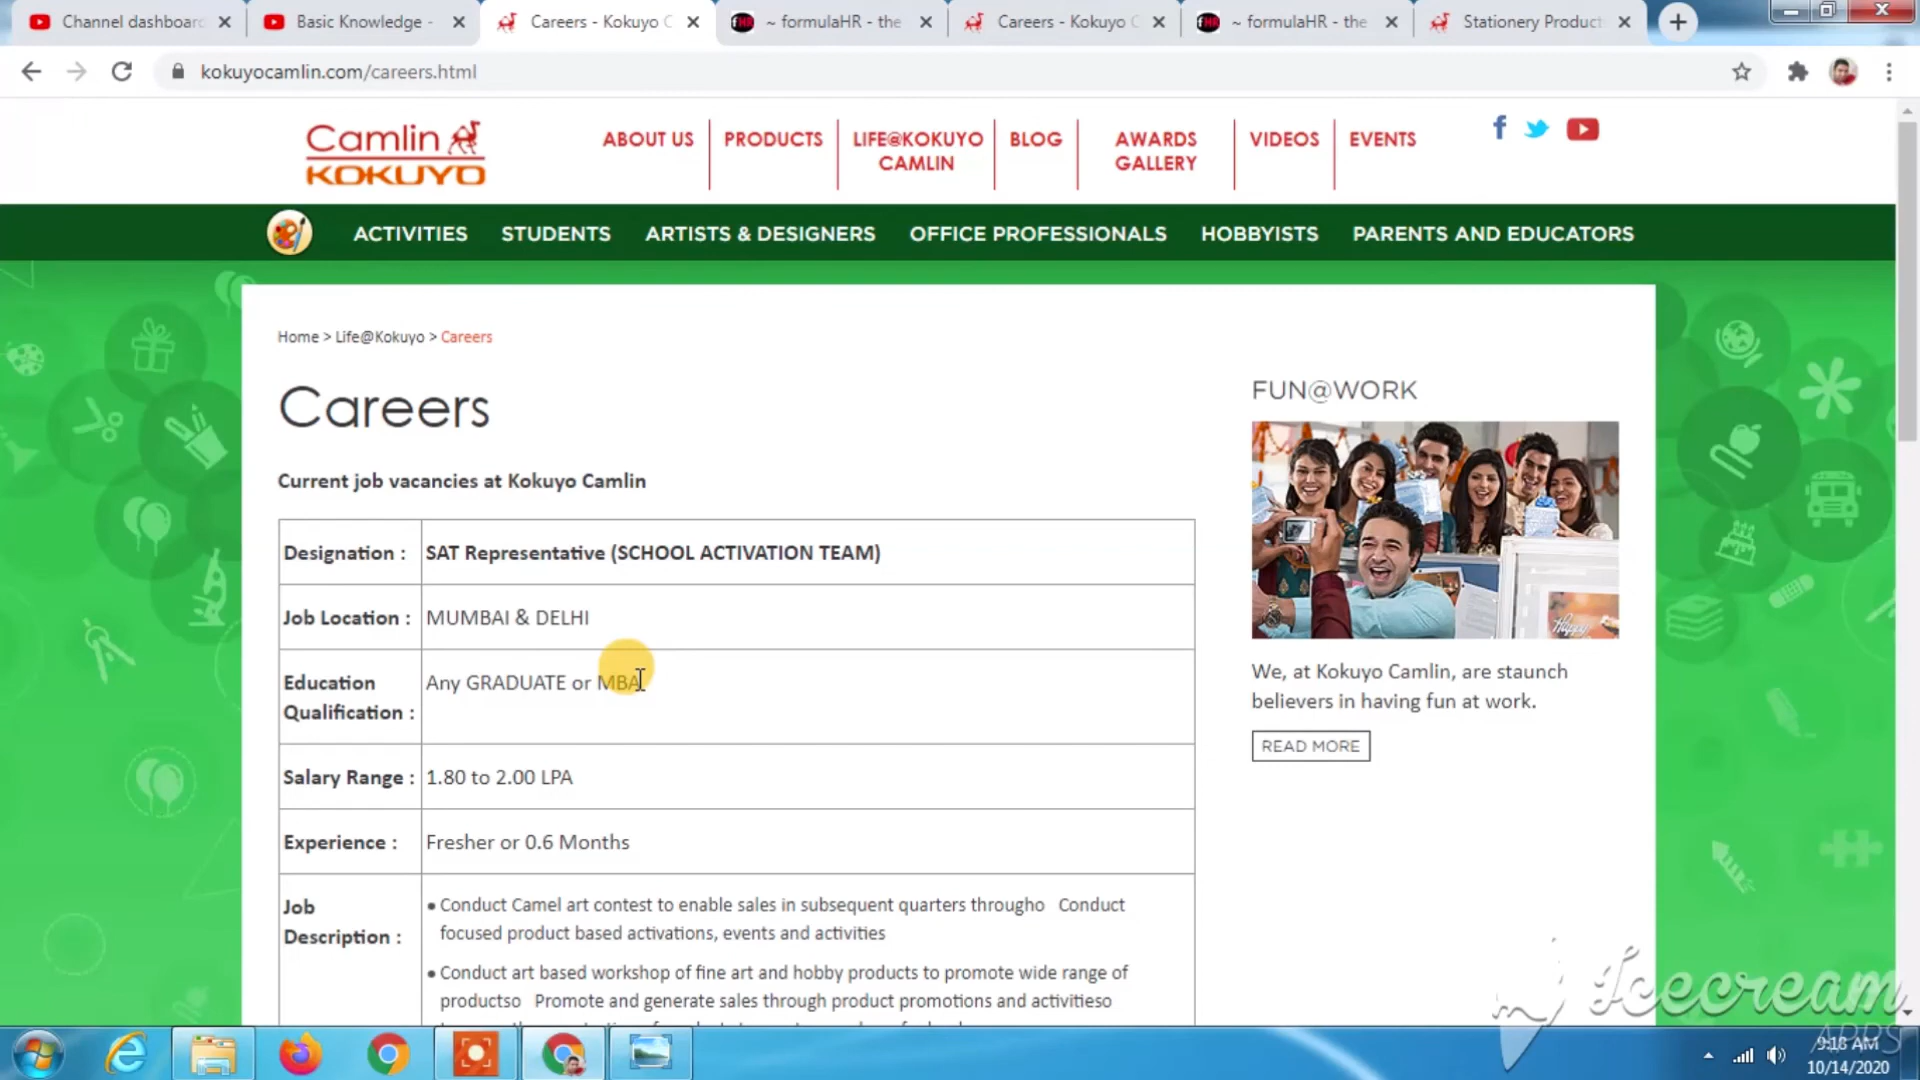 Channel dashboard
Basic Knowledge -
Careers - Kokuyo C
~ formulaHR - the
Careers - Kokuyo C
~ formulaHR - the
Stationery Product
kokuyocamlin.com/careers.html
Camlin
KOKUYO
ABOUT US
PRODUCTS
LIFE@KOKUYO
CAMLIN
BLOG
AWARDS
GALLERY
VIDEOS
EVENTS
ACTIVITIES
STUDENTS
ARTISTS & DESIGNERS
OFFICE PROFESSIONALS
HOBBYISTS
PARENTS AND EDUCATORS
Home > Life@Kokuyo > Careers
Careers
Current job vacancies at Kokuyo Camlin
Designation : SAT Representative (SCHOOL ACTIVATION TEAM)
Job Location : MUMBAI & DELHI
Education
Qualification :
Any GRADUATE or MBA
Salary Range : 1.80 to 2.00 LPA
Experience : Fresher or 0.6 Months
Job
Description :
• Conduct Camel art contest to enable sales in subsequent quarters througho Conduct
focused product based activations, events and activities
• Conduct art based workshop of fine art and hobby products to promote wide range of
productso Promote and generate sales through product promotions and activitieso
FUN@WORK
We, at Kokuyo Camlin, are staunch
believers in having fun at work.
READ MORE
Icecream
APPS
9:18 AM
10/14/2020